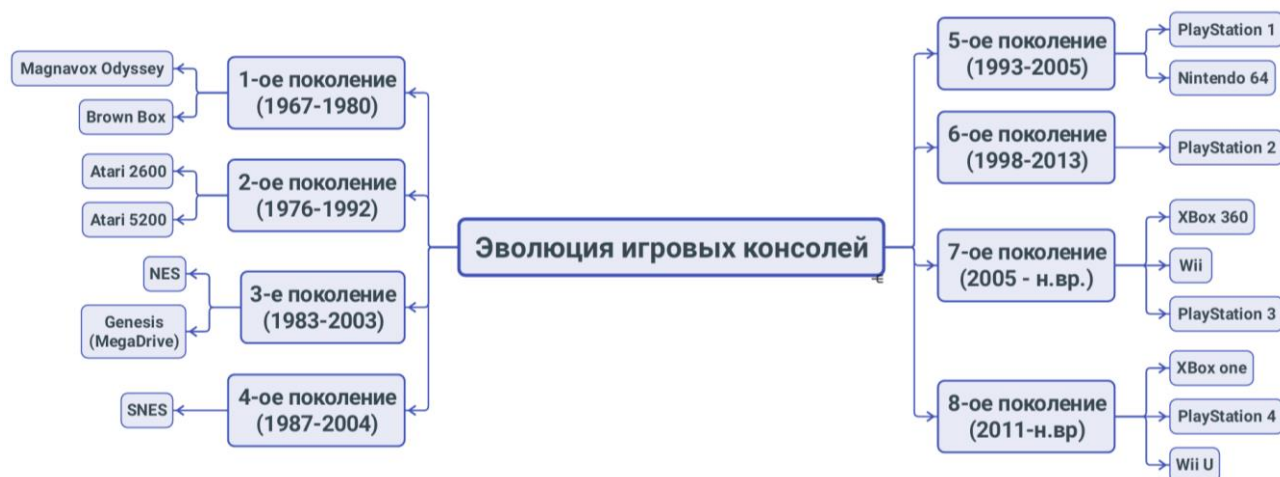 Эволюция игровых консолей
1-ое поколение
(1967-1980)
Magnavox Odyssey
Brown Box
2-ое поколение
(1976-1992)
Atari 2600
Atari 5200
3-е поколение
(1983-2003)
NES
Genesis
(MegaDrive)
4-ое поколение
(1987-2004)
SNES
5-ое поколение
(1993-2005)
PlayStation 1
Nintendo 64
6-ое поколение
(1998-2013)
PlayStation 2
7-ое поколение
(2005 - н.вр.)
XBox 360
Wii
PlayStation 3
8-ое поколение
(2011-н.вр)
XBox one
PlayStation 4
Wii U